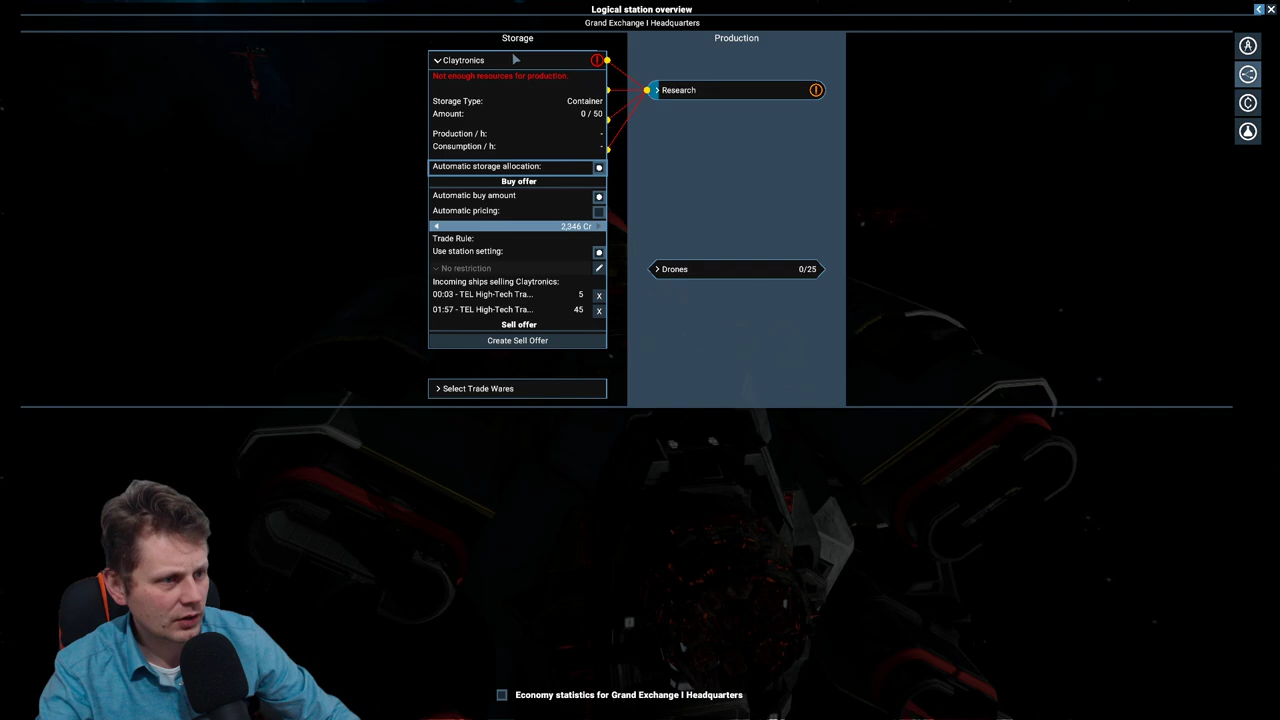 Logical station overview
Grand Exchange I Headquarters
Storage
Production
Claytronics
Not enough resources for production.
Storage Type: Container
Amount: 0 / 50
Production / h: -
Consumption / h: -
Automatic storage allocation:
Buy offer
Automatic buy amount
Automatic pricing:
2,346 Cr
Trade Rule:
Use station setting:
No restriction
Incoming ships selling Claytronics:
00:03 - TEL High-Tech Tra... 5 X
01:57 - TEL High-Tech Tra... 45 X
Sell offer
Create Sell Offer
Select Trade Wares
Research
Drones 0/25
Economy statistics for Grand Exchange I Headquarters